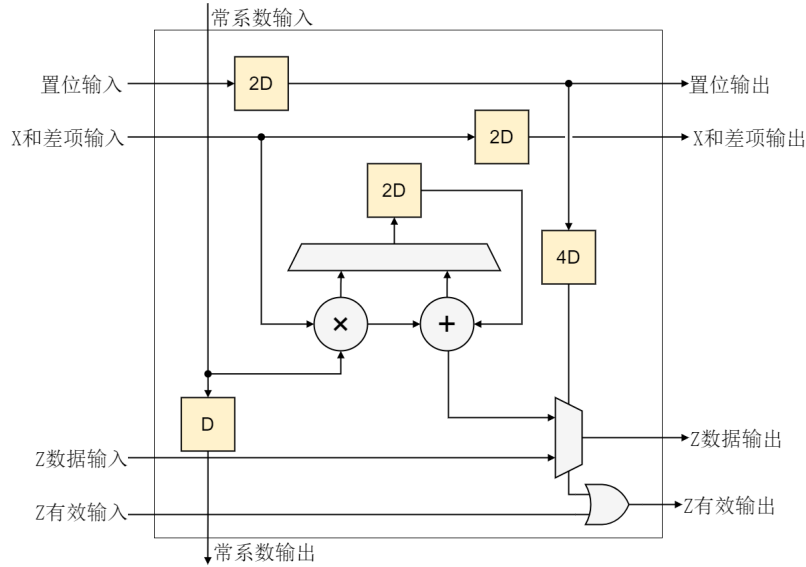 常系数输入
置位输入
2D
置位输出
X和差项输入
2D
X和差项输出
2D
4D
×
+
D
Z数据输入
Z数据输出
Z有效输入
Z有效输出
常系数输出